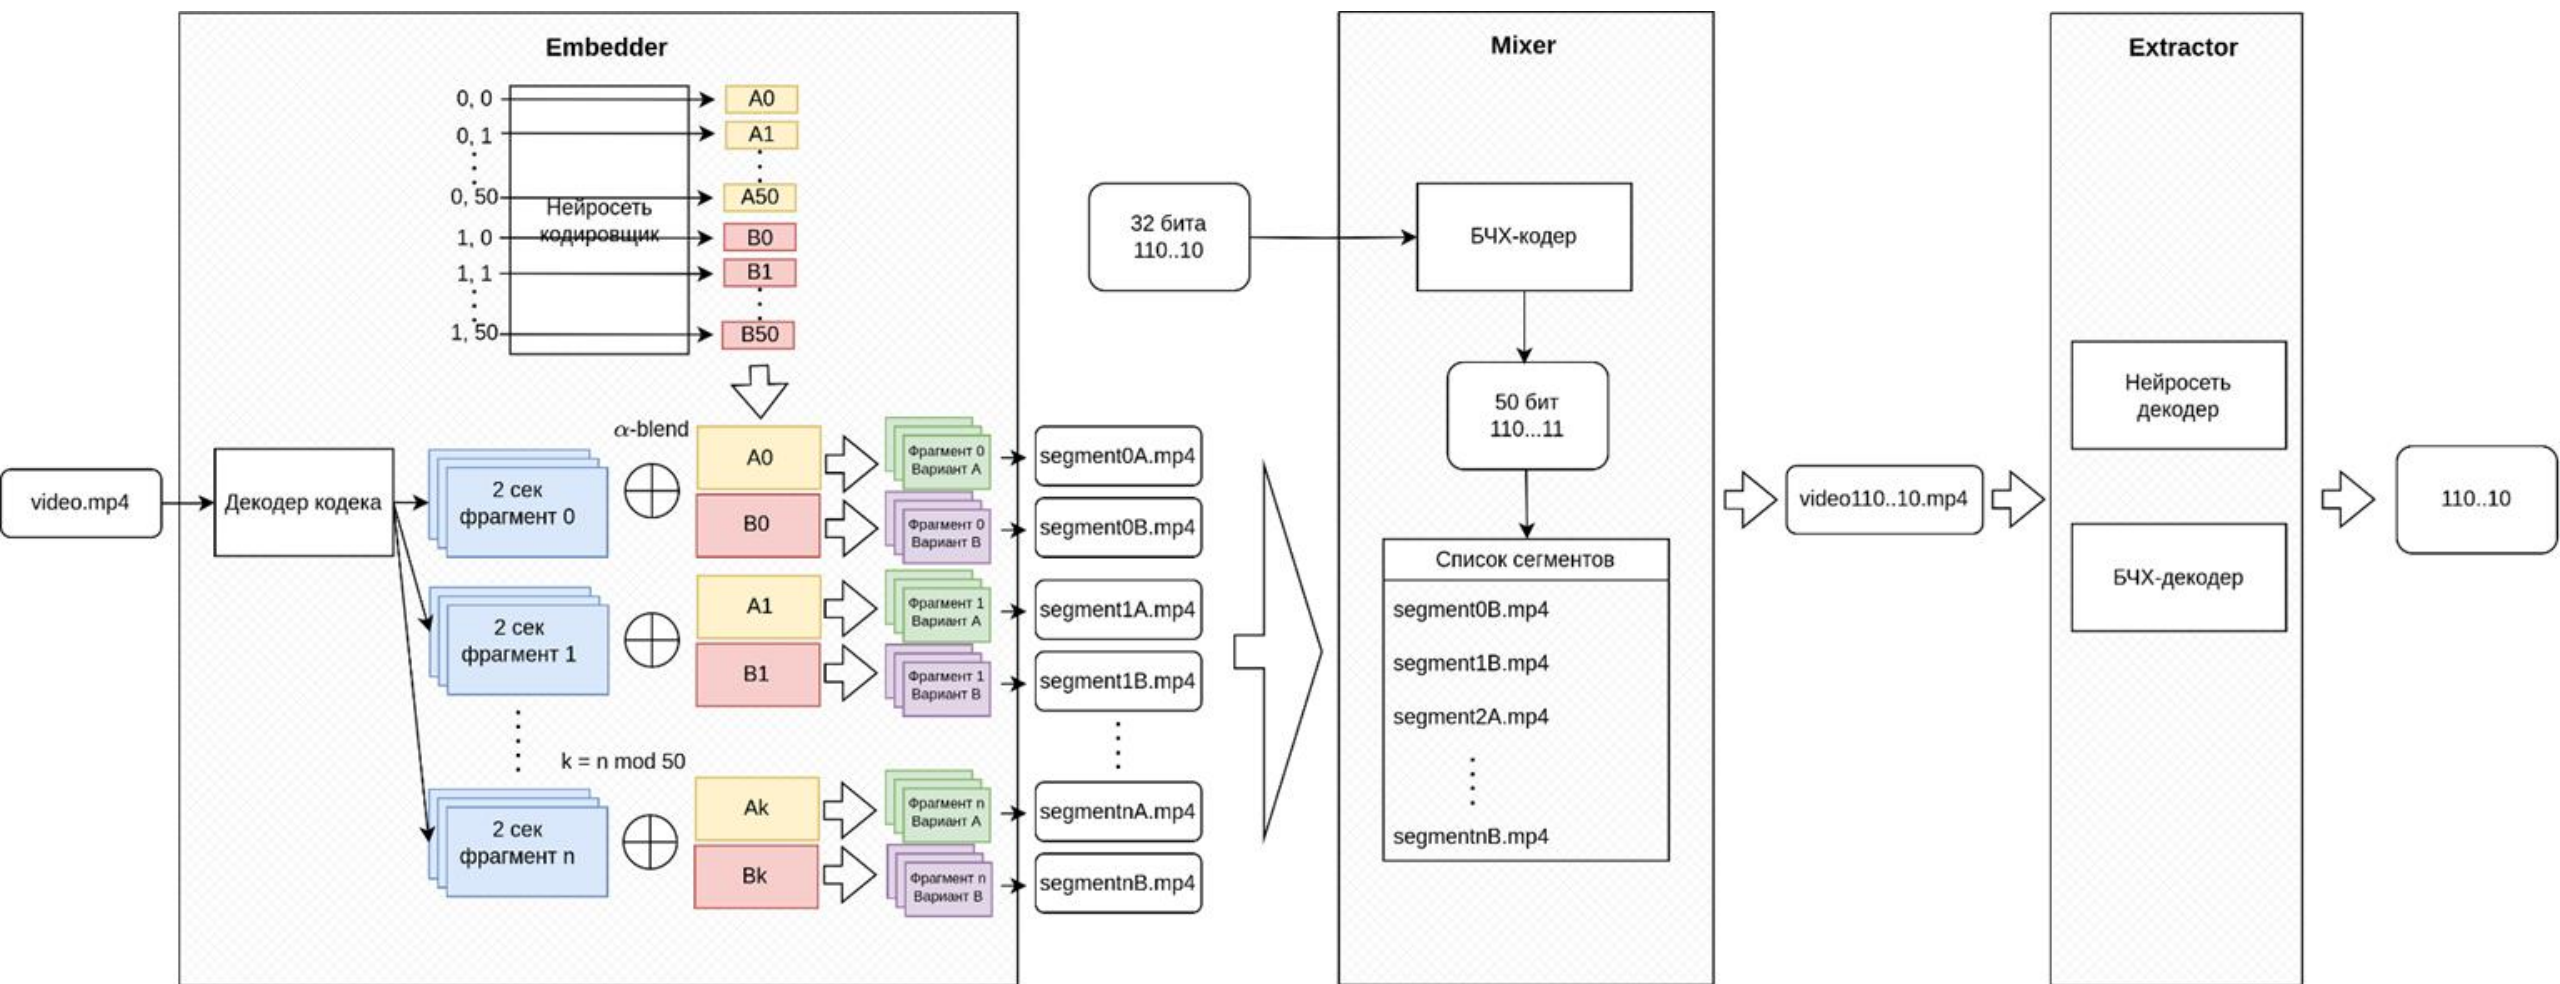 Embedder
0, 0
A0
0, 1
A1
0, 50
A50
Нейросеть
кодировщик
1, 0
B0
1, 1
B1
1, 50
B50
video.mp4
Декодер кодека
α-blend
2 сек
фрагмент 0
A0
B0
Фрагмент 0
Вариант A
Фрагмент 0
Вариант B
segment0A.mp4
segment0B.mp4
2 сек
фрагмент 1
A1
B1
Фрагмент 1
Вариант A
Фрагмент 1
Вариант B
segment1A.mp4
segment1B.mp4
k = n mod 50
2 сек
фрагмент n
Ak
Bk
Фрагмент n
Вариант A
Фрагмент n
Вариант B
segmentnA.mp4
segmentnB.mp4
32 бита
110..10
Mixer
БЧХ-кодер
50 бит
110...11
Список сегментов
segment0B.mp4
segment1B.mp4
segment2A.mp4
segmentnB.mp4
video110..10.mp4
Extractor
Нейросеть
декодер
БЧХ-декодер
110..10